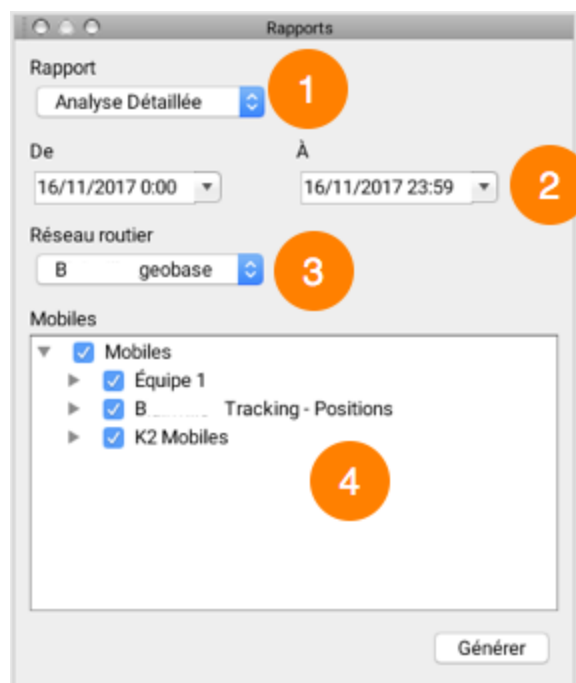 Rapports
Rapport
1
Analyse Détaillée
De À
16/11/2017 0:00 16/11/2017 23:59
2
Réseau routier
B geobase
3
Mobiles
Mobiles
Équipe 1
B Tracking - Positions
K2 Mobiles
4
Générer